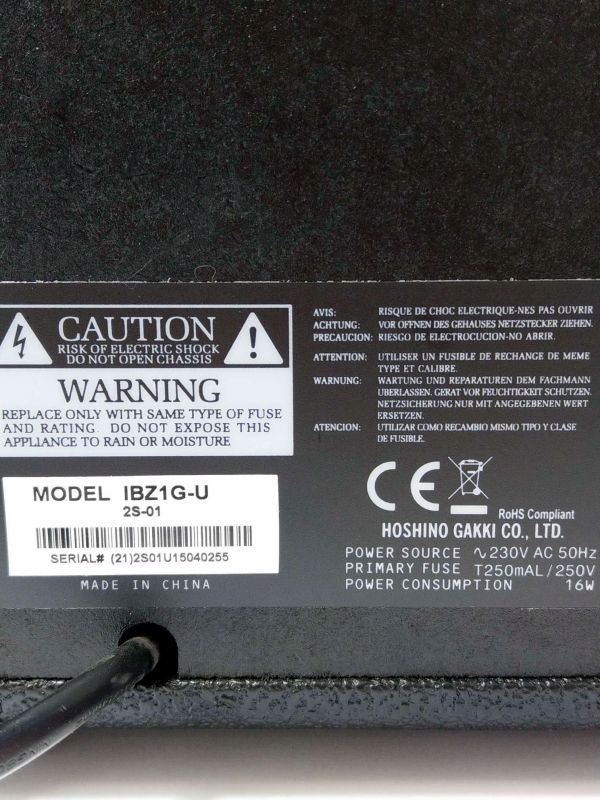 CAUTION
RISK OF ELECTRIC SHOCK
DO NOT OPEN CHASSIS
WARNING
REPLACE ONLY WITH SAME TYPE OF FUSE
AND RATING. DO NOT EXPOSE THIS
APPLIANCE TO RAIN OR MOISTURE
MODEL IBZ1G-U
2S-01
SERIAL# (21)2S01U15040255
MADE IN CHINA
AVIS: RISQUE DE CHOC ELECTRIQUE-NES PAS OUVRIR
ACHTUNG: VOR OFFNEN DES GEHAUSES NETZSTECKER ZIEHEN.
PRECAUCION: RIESGO DE ELECTROCUCION-NO ABRIR.
ATTENTION: UTILISER UN FUSIBLE DE RECHANGE DE MEME
TYPE ET CALIBRE.
WARNUNG: WARTUNG UND REPARATUREN DEM FACHMANN
UBERLASSEN. GERAT VOR FEUCHTIGKEIT SCHUTZEN.
NETZSICHERUNG NUR MIT ANGEGEBENEN WERT
ERSETZEN.
ATENCION: UTILIZAR COMO RECAMBIO MISMO TIPO Y CLASE
DE FUSIBLE.
CE
RoHS Compliant
HOSHINO GAKKI CO., LTD.
POWER SOURCE ∿230V AC 50Hz
PRIMARY FUSE T250mAL/250V
POWER CONSUMPTION 16W